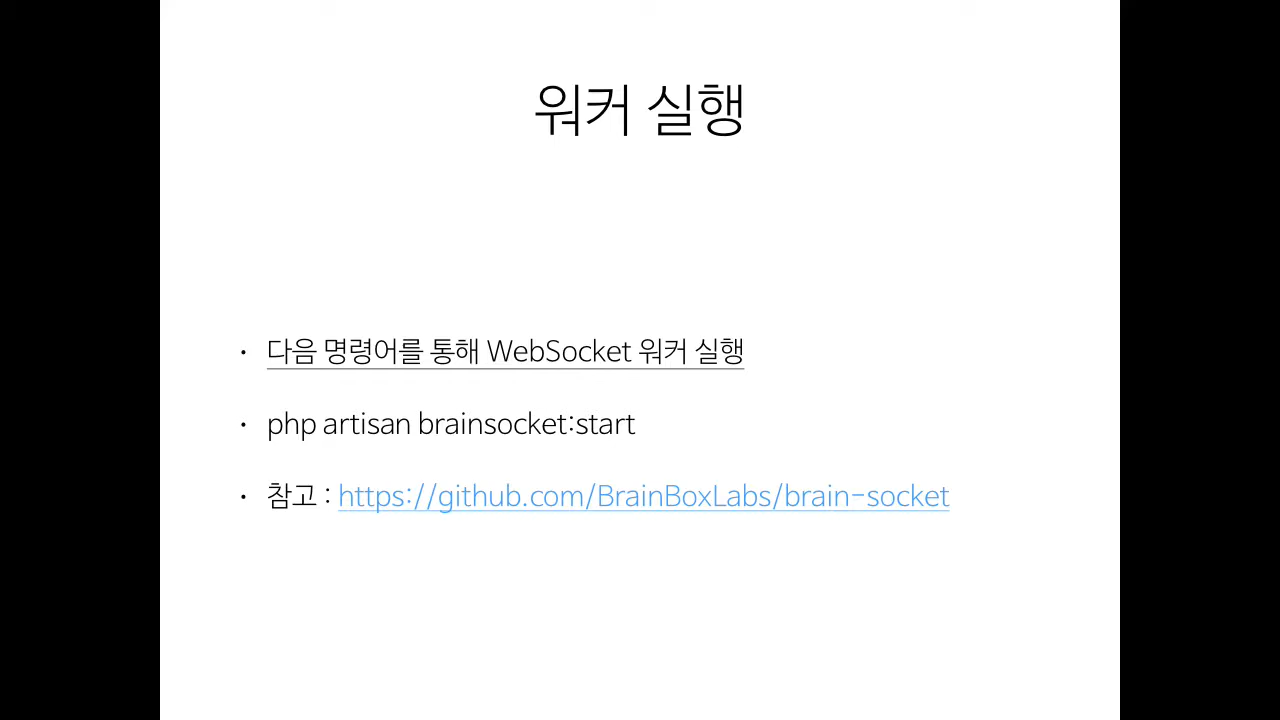 워커 실행
• 다음 명령어를 통해 WebSocket 워커 실행
• php artisan brainsocket:start
• 참고 : https://github.com/BrainBoxLabs/brain-socket